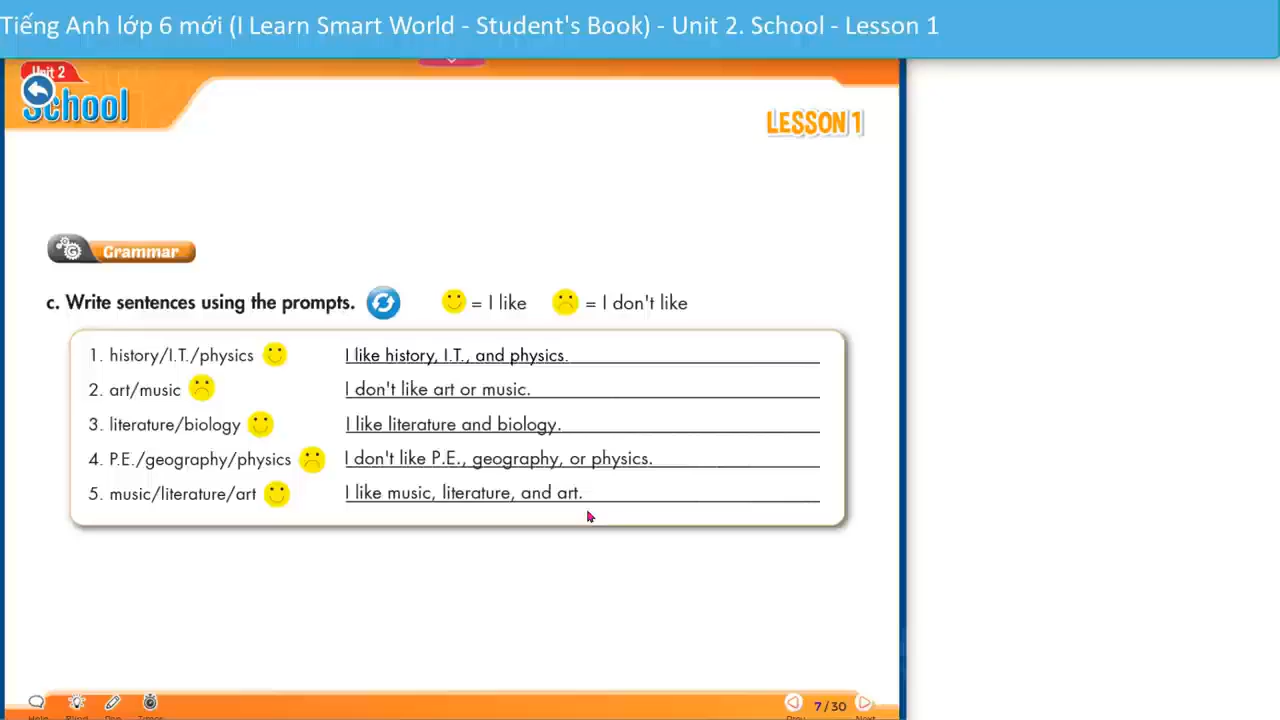 Tiếng Anh lớp 6 mới (I Learn Smart World - Student's Book) - Unit 2. School - Lesson 1
Unit 2
School
LESSON 1
Grammar
c. Write sentences using the prompts. = I like = I don't like
1. history/I.T./physics I like history, I.T., and physics.
2. art/music I don't like art or music.
3. literature/biology I like literature and biology.
4. P.E./geography/physics I don't like P.E., geography, or physics.
5. music/literature/art I like music, literature, and art.
7 / 30